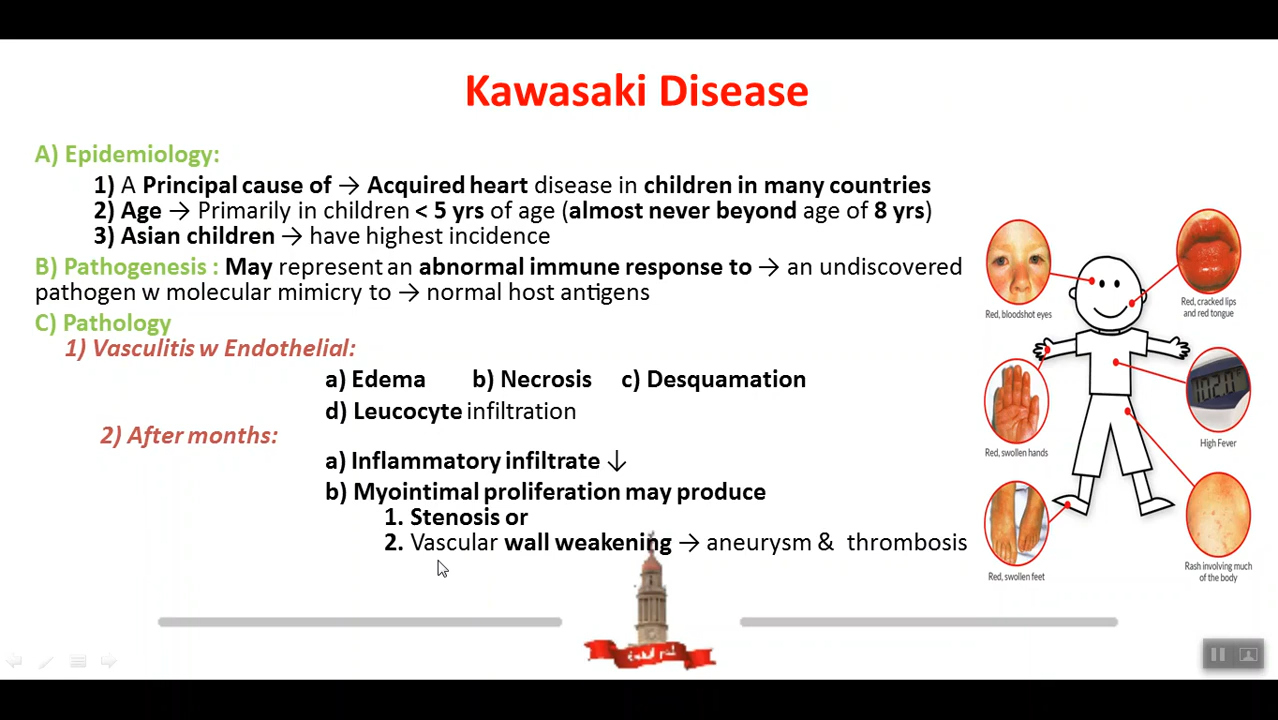 Kawasaki Disease
A) Epidemiology:
1) A Principal cause of → Acquired heart disease in children in many countries
2) Age → Primarily in children < 5 yrs of age (almost never beyond age of 8 yrs)
3) Asian children → have highest incidence
B) Pathogenesis : May represent an abnormal immune response to → an undiscovered
pathogen w molecular mimicry to → normal host antigens
C) Pathology
1) Vasculitis w Endothelial:
a) Edema b) Necrosis c) Desquamation
d) Leucocyte infiltration
2) After months:
a) Inflammatory infiltrate ↓
b) Myointimal proliferation may produce
1. Stenosis or
2. Vascular wall weakening → aneurysm & thrombosis
Red, bloodshot eyes
Red, cracked lips
and red tongue
Red, swollen hands
102.0°
High Fever
Red, swollen feet
Rash involving much
of the body